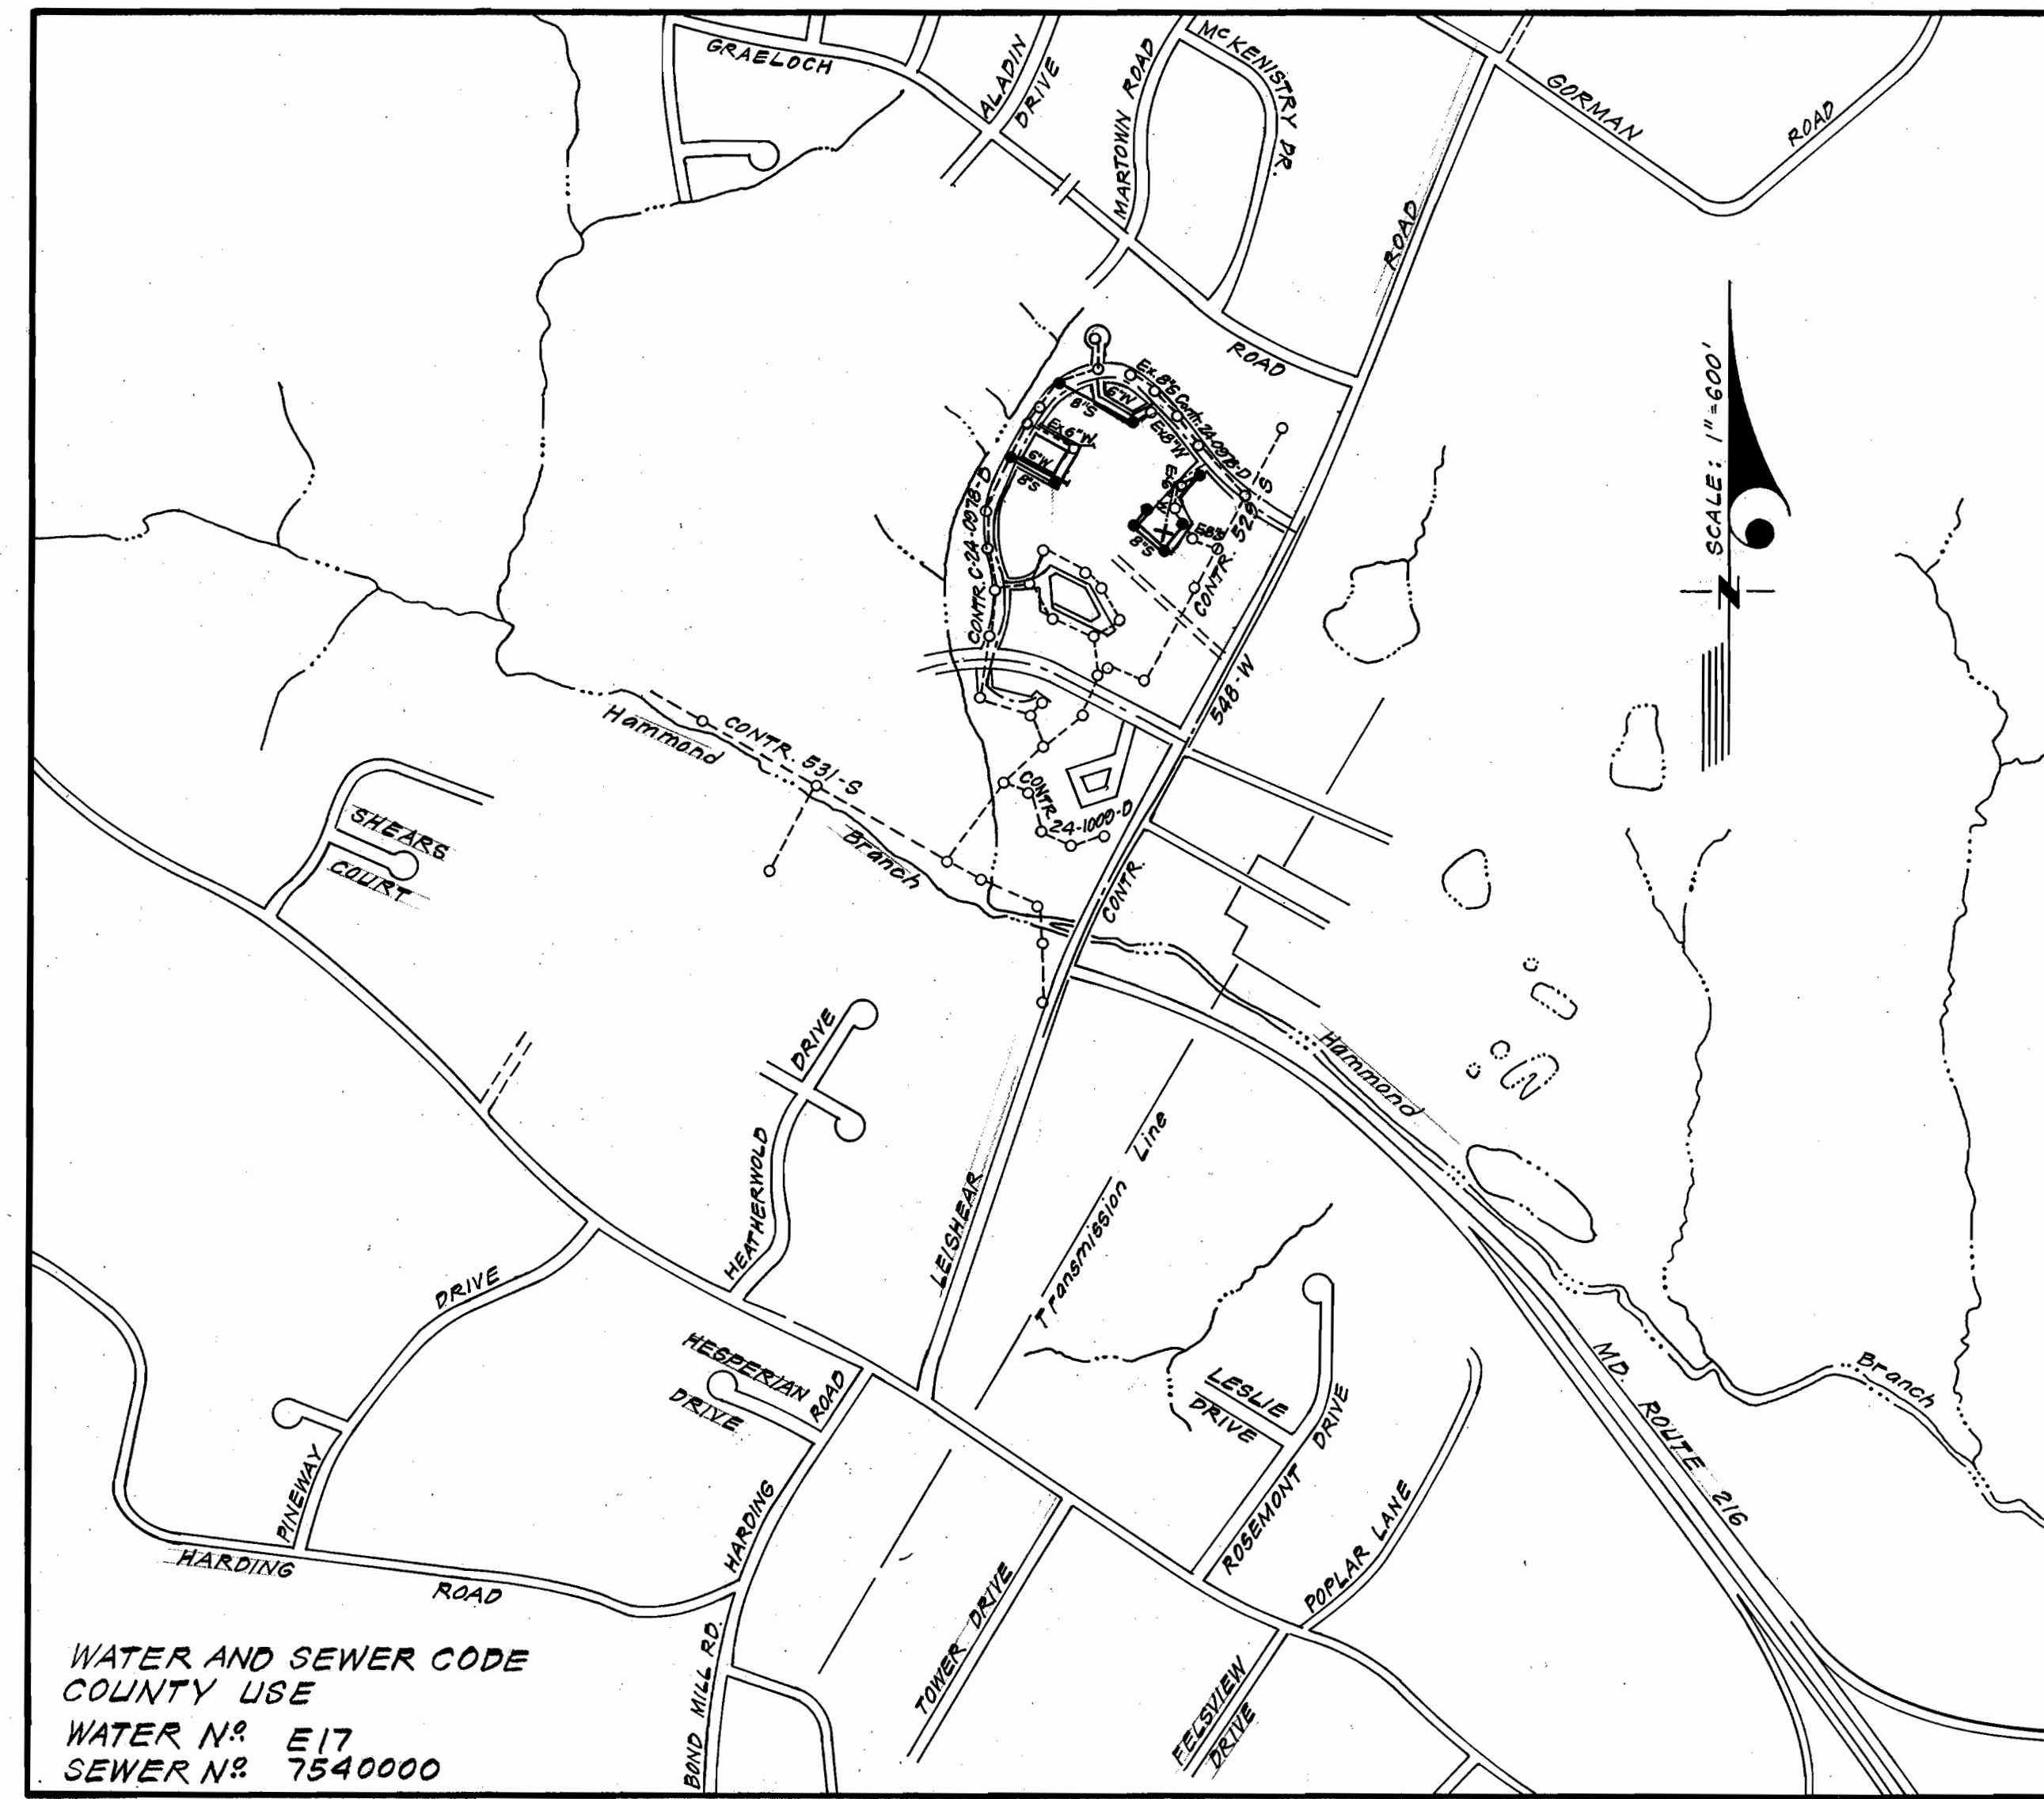 GRAELOCH
ALADIN
DRIVE
MARTOWN ROAD
McKENISTRY DR.
GORMAN
ROAD
ROAD
ROAD
SCALE: 1"=600'
N
Ex. 8"S Contr. 24-0978-D
6"W
8"S
Ex 8"W
Ex 6"W
6"W
8"S
8"S
CONTR. C-24-0978-D
CONTR. 529-S
548-W
CONTR.
Hammond
Branch
CONTR. 531-S
CONTR
24-1000-D
SHEARS
COURT
DRIVE
HEATHERWOLD
LEISHEAR
Transmission Line
Hammond
Branch
MD. ROUTE 216
DRIVE
PINEWAY
HESPERIAN
DRIVE
ROAD
HARDING
HARDING
ROAD
LESLIE
DRIVE
ROSEMONT DRIVE
POPLAR LANE
TOWER DRIVE
FELSVIEW
DRIVE
BOND MILL RD.
WATER AND SEWER CODE
COUNTY USE
WATER Nº: E17
SEWER Nº: 7540000